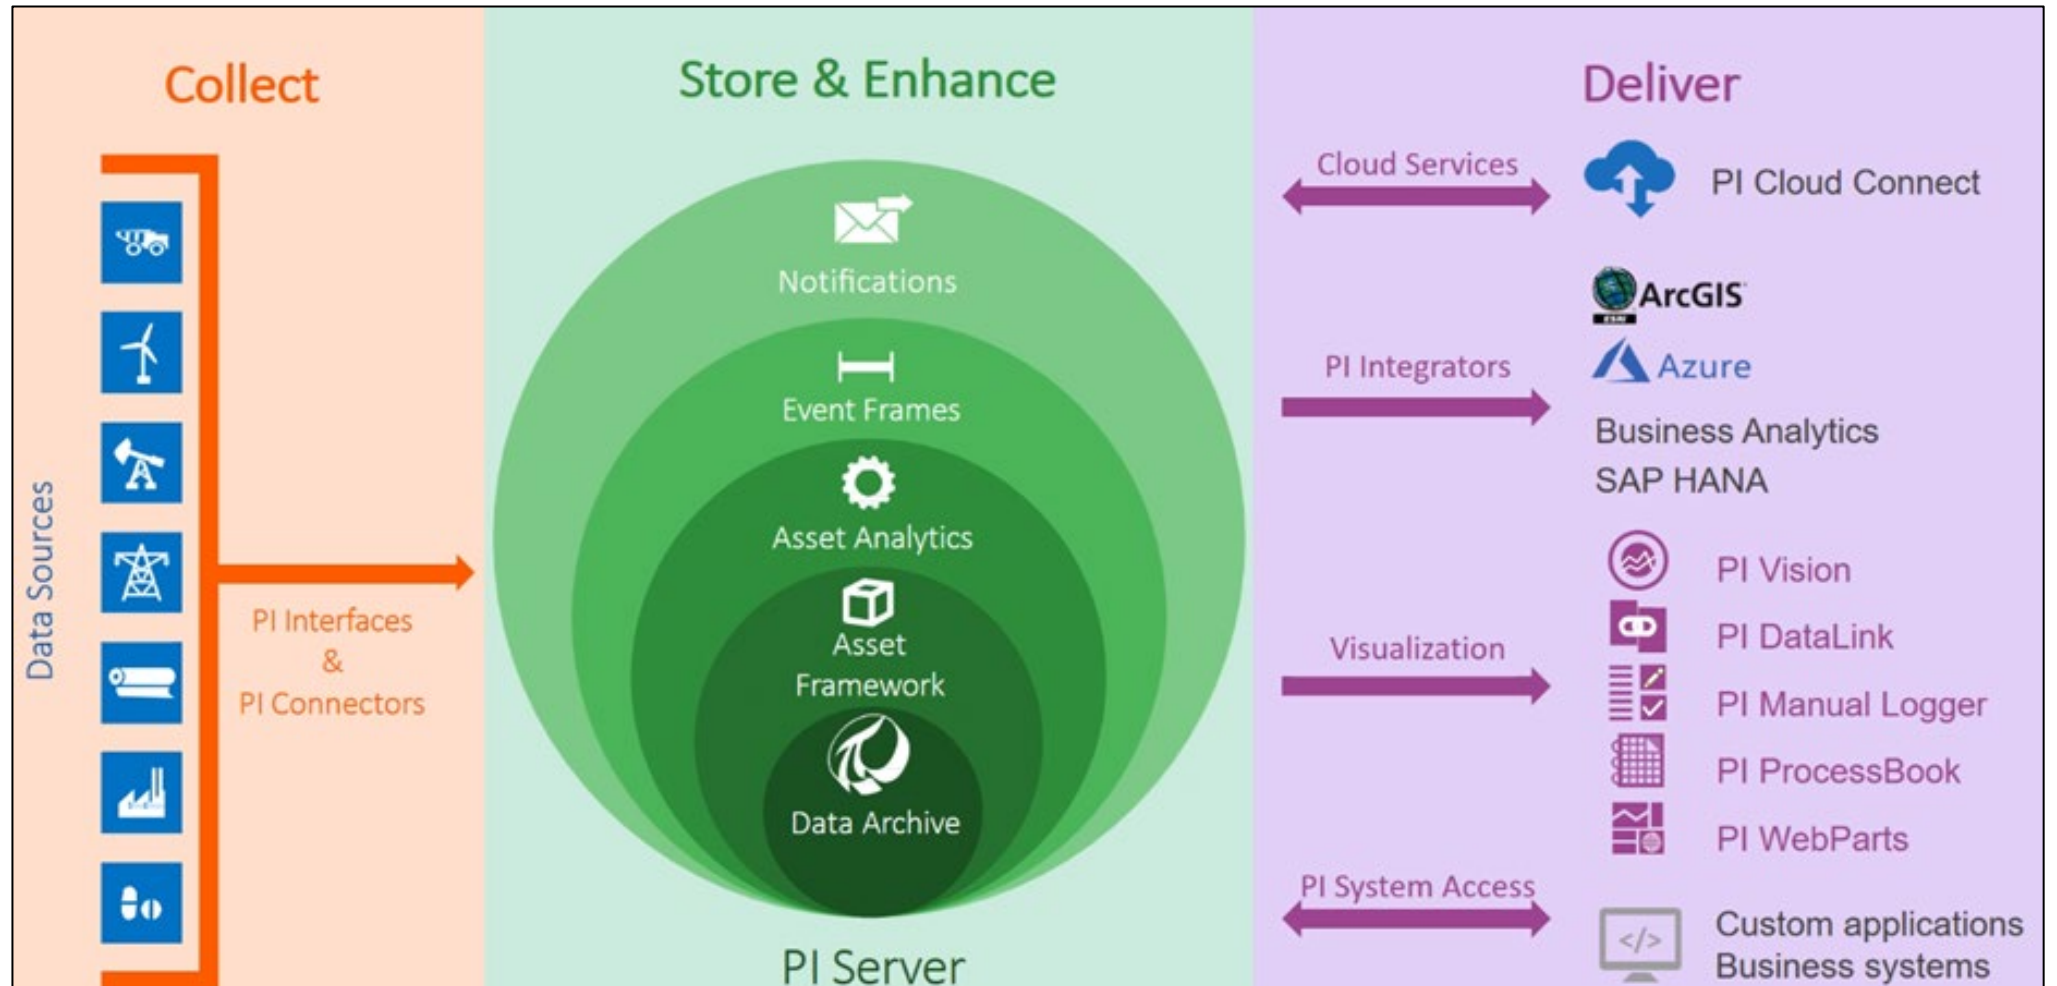 Collect
Data Sources
PI Interfaces
&
PI Connectors
Store & Enhance
Notifications
Event Frames
Asset Analytics
Asset
Framework
Data Archive
PI Server
Deliver
Cloud Services
PI Cloud Connect
ArcGIS
esri
PI Integrators
Azure
Business Analytics
SAP HANA
Visualization
PI Vision
PI DataLink
PI Manual Logger
PI ProcessBook
PI WebParts
PI System Access
</>
Custom applications
Business systems